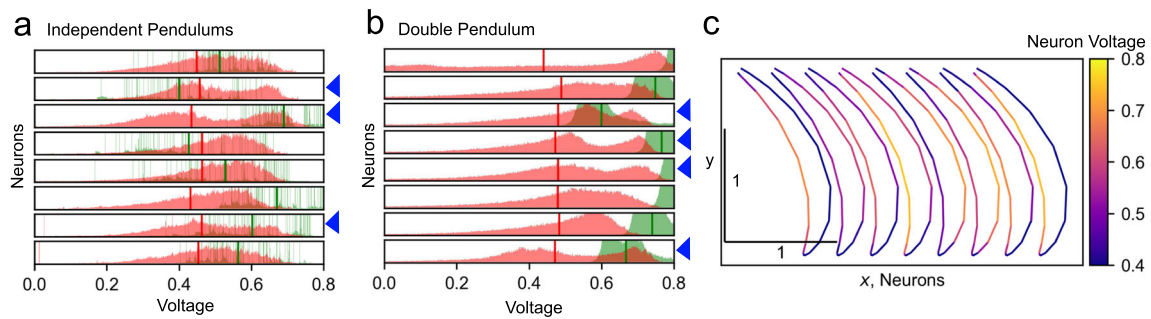 a Independent Pendulums
Neurons
0.0 0.2 0.4 0.6 0.8
Voltage
b Double Pendulum
Neurons
0.0 0.2 0.4 0.6 0.8
Voltage
c
Neuron Voltage
y
1
1
x, Neurons
0.8
0.7
0.6
0.5
0.4